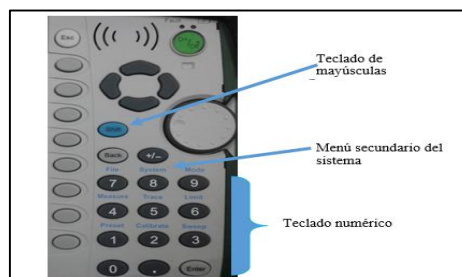 Esc
Shift
Back
+/-
File System Mode
7 8 9
Measure Trace Limit
4 5 6
Preset Calibrate Sweep
1 2 3
0 . Enter
Teclado de
mayúsculas
Menú secundario del
sistema
Teclado numérico